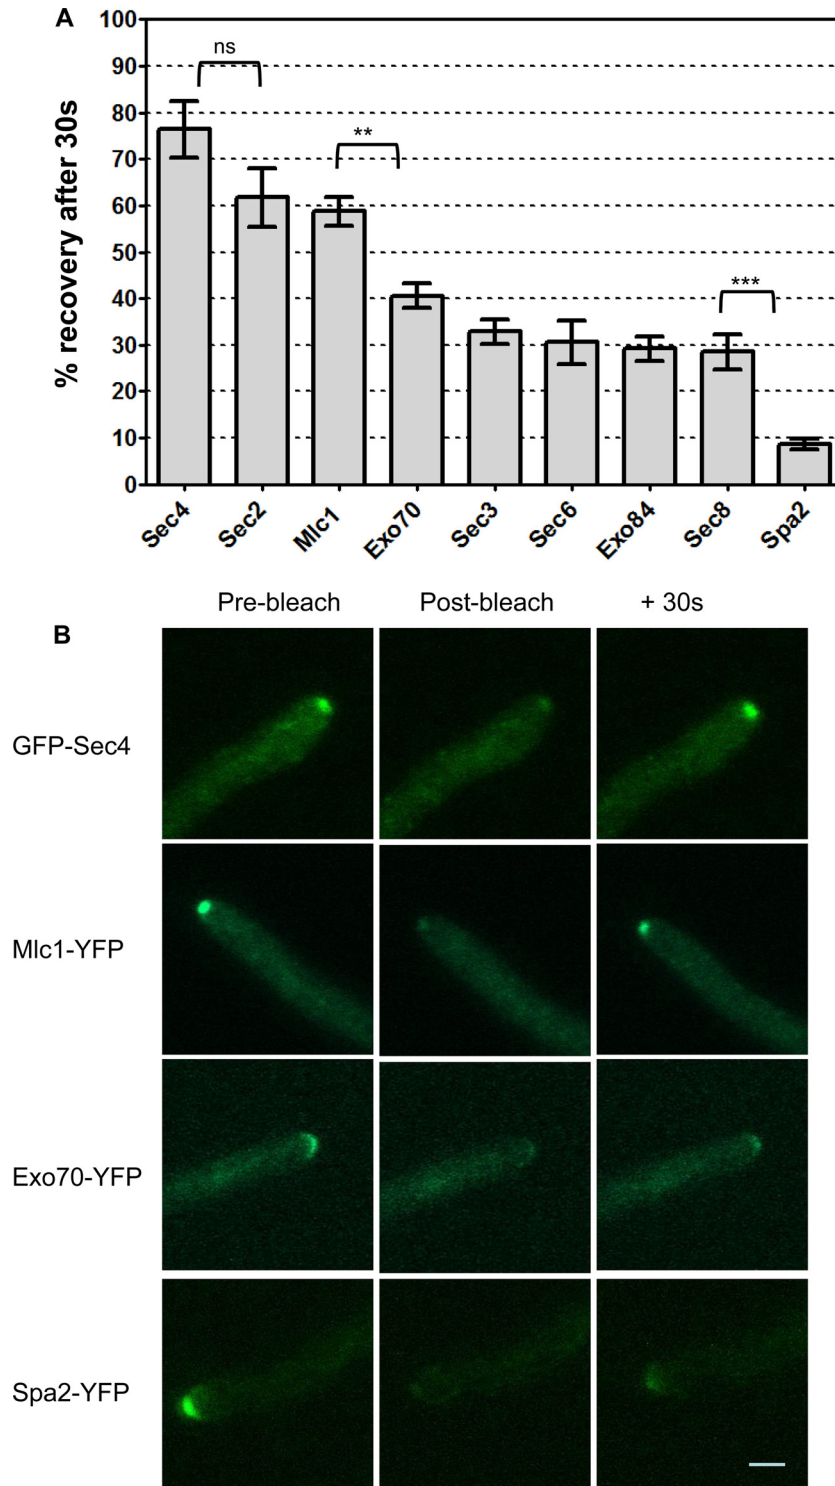 A
% recovery after 30s
100
90
80
70
60
50
40
30
20
10
0
ns
**
***
Sec4
Sec2
Mlc1
Exo70
Sec3
Sec6
Exo84
Sec8
Spa2
B
Pre-bleach
Post-bleach
+ 30s
GFP-Sec4
Mlc1-YFP
Exo70-YFP
Spa2-YFP